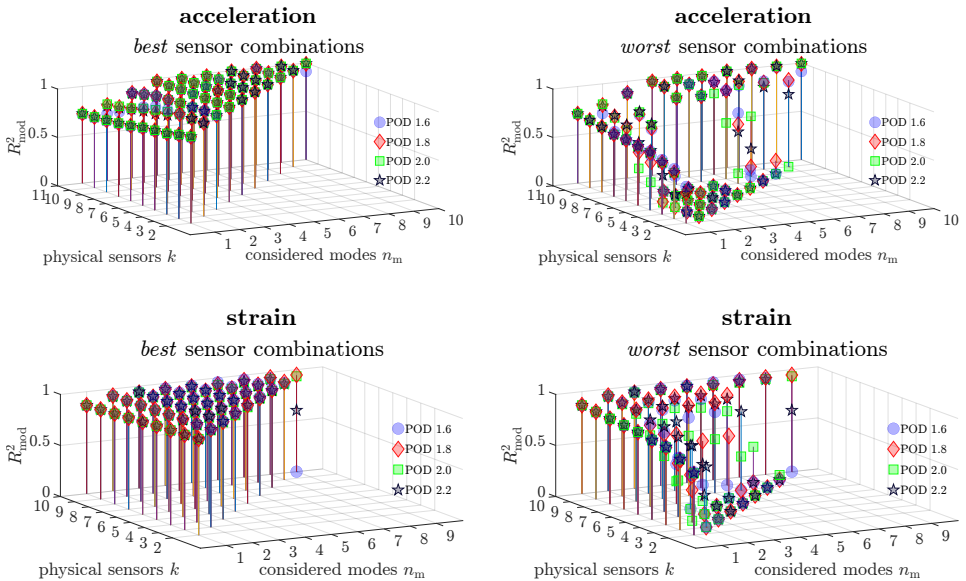 acceleration
best sensor combinations
1
0.5
0
R²mod
11
10
9
8
7
6
5
4
3
2
physical sensors k
1
2
3
4
5
6
7
8
9
10
considered modes nm
POD 1.6
POD 1.8
POD 2.0
POD 2.2
acceleration
worst sensor combinations
1
0.5
0
R²mod
11
10
9
8
7
6
5
4
3
2
physical sensors k
1
2
3
4
5
6
7
8
9
10
considered modes nm
POD 1.6
POD 1.8
POD 2.0
POD 2.2
strain
best sensor combinations
1
0.5
0
R²mod
10
9
8
7
6
5
4
3
2
physical sensors k
1
2
3
4
5
6
7
8
9
considered modes nm
POD 1.6
POD 1.8
POD 2.0
POD 2.2
strain
worst sensor combinations
1
0.5
0
R²mod
10
9
8
7
6
5
4
3
2
physical sensors k
1
2
3
4
5
6
7
8
9
considered modes nm
POD 1.6
POD 1.8
POD 2.0
POD 2.2